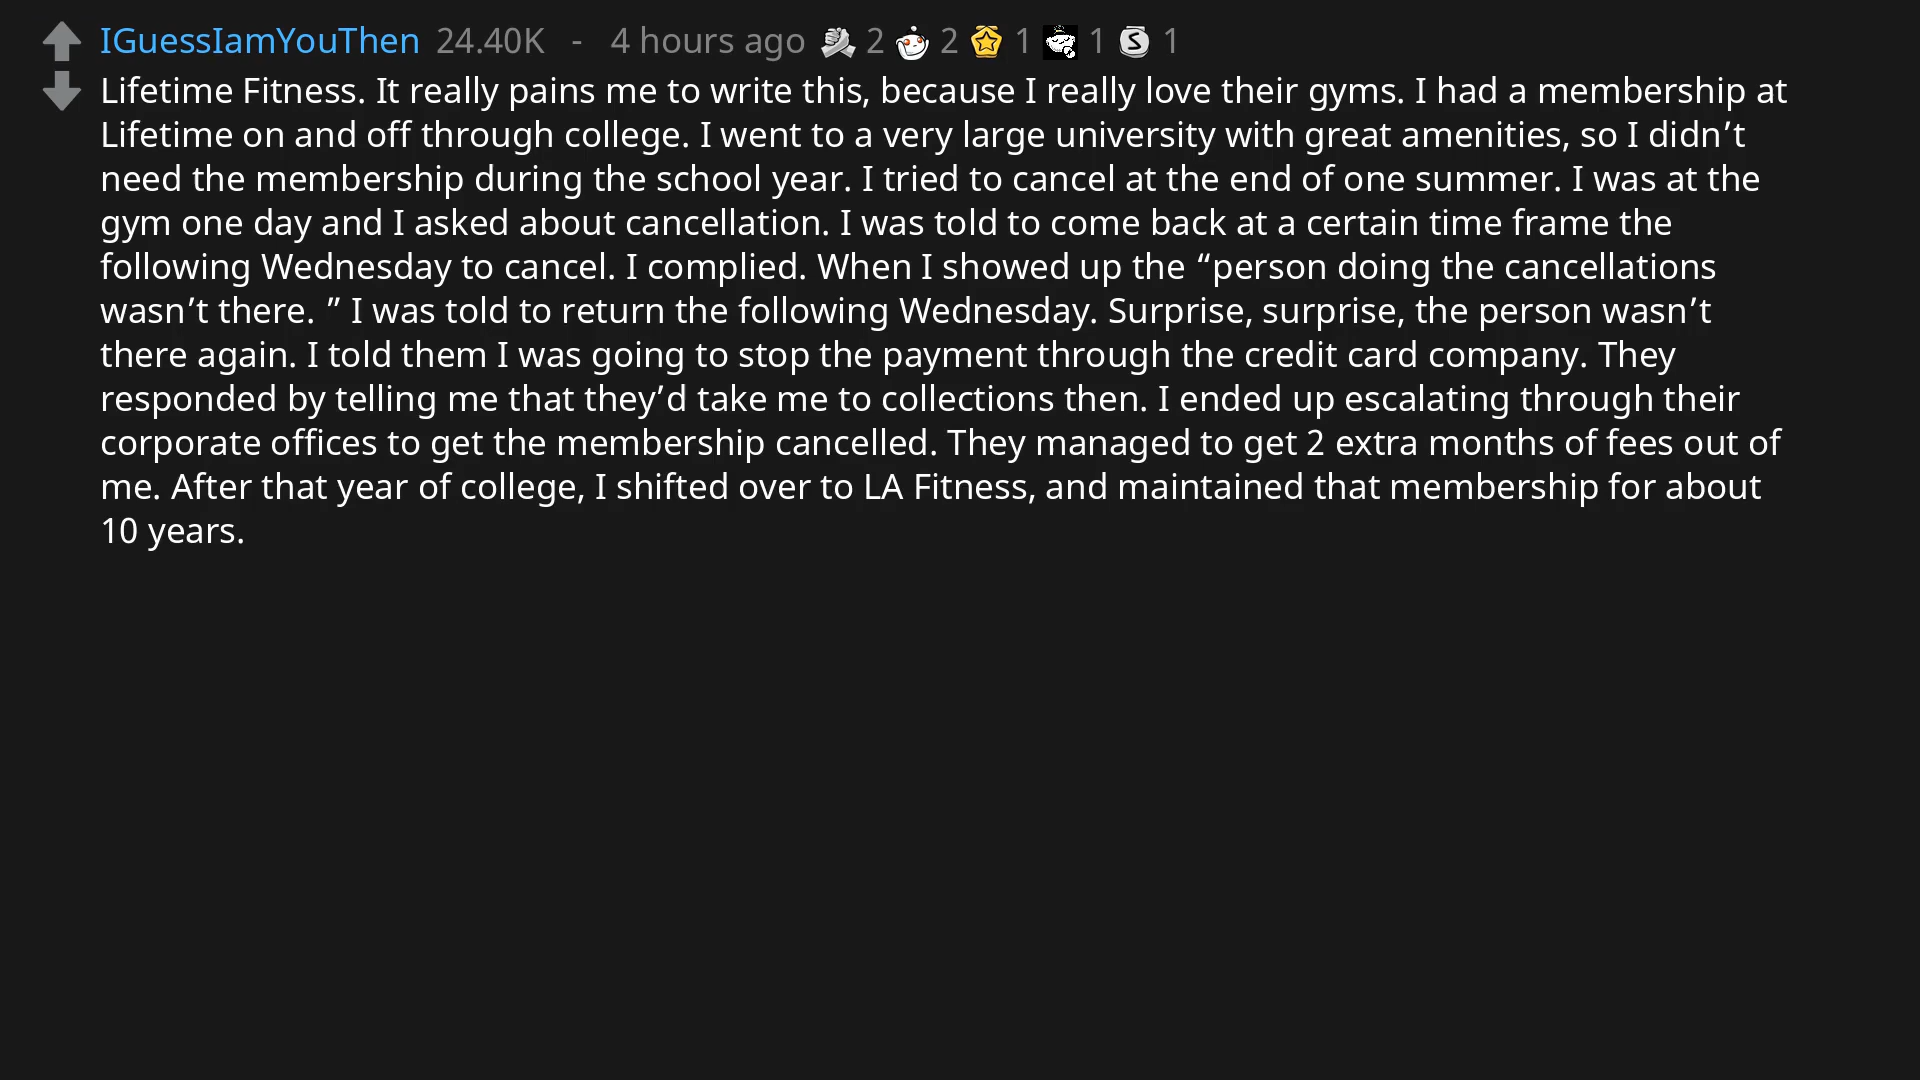 IGuessIamYouThen 24.40K - 4 hours ago 2 2 1 1 S 1
Lifetime Fitness. It really pains me to write this, because I really love their gyms. I had a membership at
Lifetime on and off through college. I went to a very large university with great amenities, so I didn’t
need the membership during the school year. I tried to cancel at the end of one summer. I was at the
gym one day and I asked about cancellation. I was told to come back at a certain time frame the
following Wednesday to cancel. I complied. When I showed up the “person doing the cancellations
wasn’t there. ” I was told to return the following Wednesday. Surprise, surprise, the person wasn’t
there again. I told them I was going to stop the payment through the credit card company. They
responded by telling me that they’d take me to collections then. I ended up escalating through their
corporate offices to get the membership cancelled. They managed to get 2 extra months of fees out of
me. After that year of college, I shifted over to LA Fitness, and maintained that membership for about
10 years.